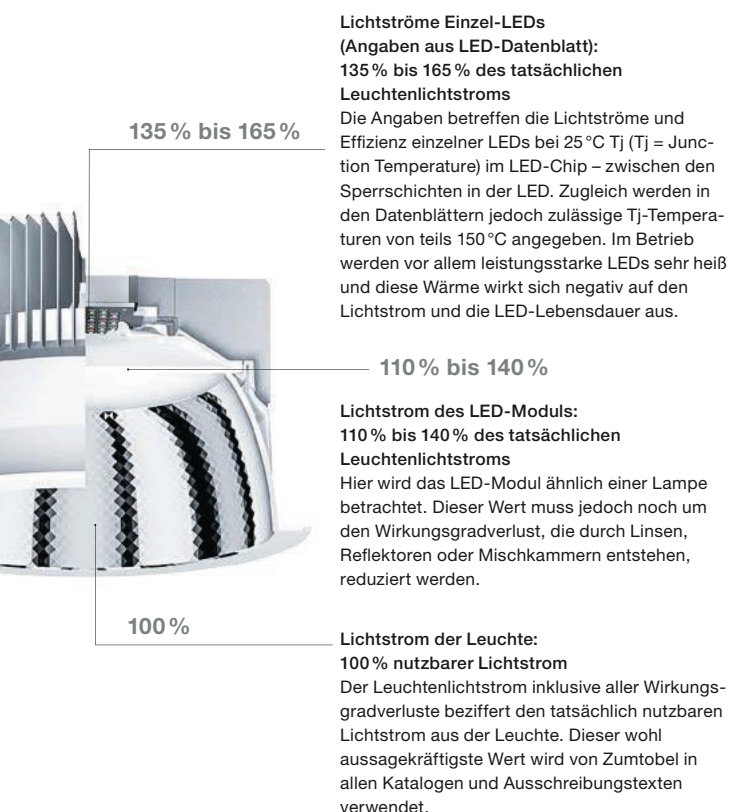 Lichtströme Einzel-LEDs
(Angaben aus LED-Datenblatt):
135 % bis 165 % des tatsächlichen
Leuchtenlichtstroms
135 % bis 165 %
Die Angaben betreffen die Lichtströme und
Effizienz einzelner LEDs bei 25 °C Tj (Tj = Junc-
tion Temperature) im LED-Chip – zwischen den
Sperrschichten in der LED. Zugleich werden in
den Datenblättern jedoch zulässige Tj-Tempera-
turen von teils 150 °C angegeben. Im Betrieb
werden vor allem leistungsstarke LEDs sehr heiß
und diese Wärme wirkt sich negativ auf den
Lichtstrom und die LED-Lebensdauer aus.
110 % bis 140 %
Lichtstrom des LED-Moduls:
110 % bis 140 % des tatsächlichen
Leuchtenlichtstroms
Hier wird das LED-Modul ähnlich einer Lampe
betrachtet. Dieser Wert muss jedoch noch um
den Wirkungsgradverlust, die durch Linsen,
Reflektoren oder Mischkammern entstehen,
reduziert werden.
100 %
Lichtstrom der Leuchte:
100 % nutzbarer Lichtstrom
Der Leuchtenlichtstrom inklusive aller Wirkungs-
gradverluste beziffert den tatsächlich nutzbaren
Lichtstrom aus der Leuchte. Dieser wohl
aussagekräftigste Wert wird von Zumtobel in
allen Katalogen und Ausschreibungstexten
verwendet.